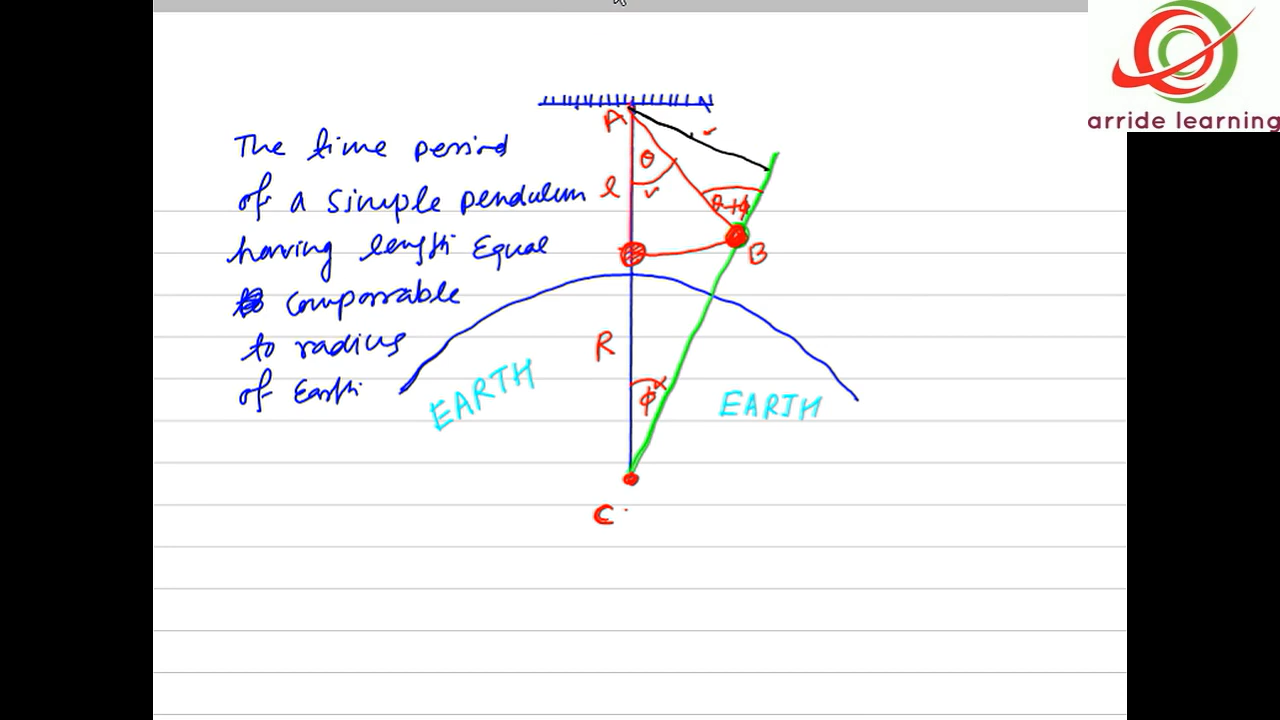 arride learning
The time period
of a simple pendulum
having length Equal
comparable
to radius
of Earth
A
θ
l
r
r
θ+ϕ
B
R
ϕ
EARTH
EARTH
C